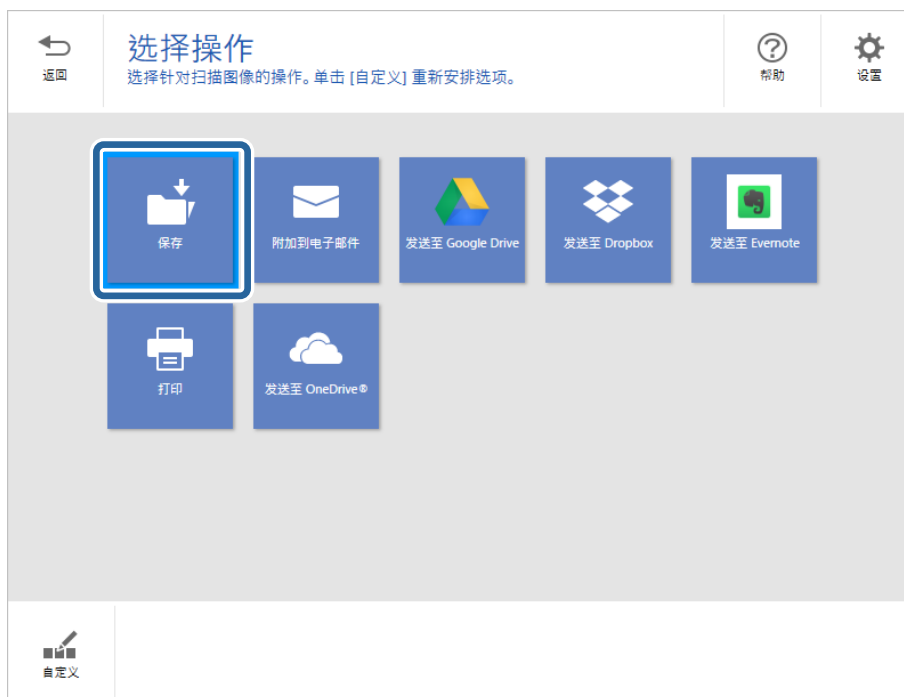 返回
选择操作
选择针对扫描图像的操作。单击 [自定义] 重新安排选项。
帮助
设置
保存
附加到电子邮件
发送至 Google Drive
发送至 Dropbox
发送至 Evernote
打印
发送至 OneDrive®
自定义